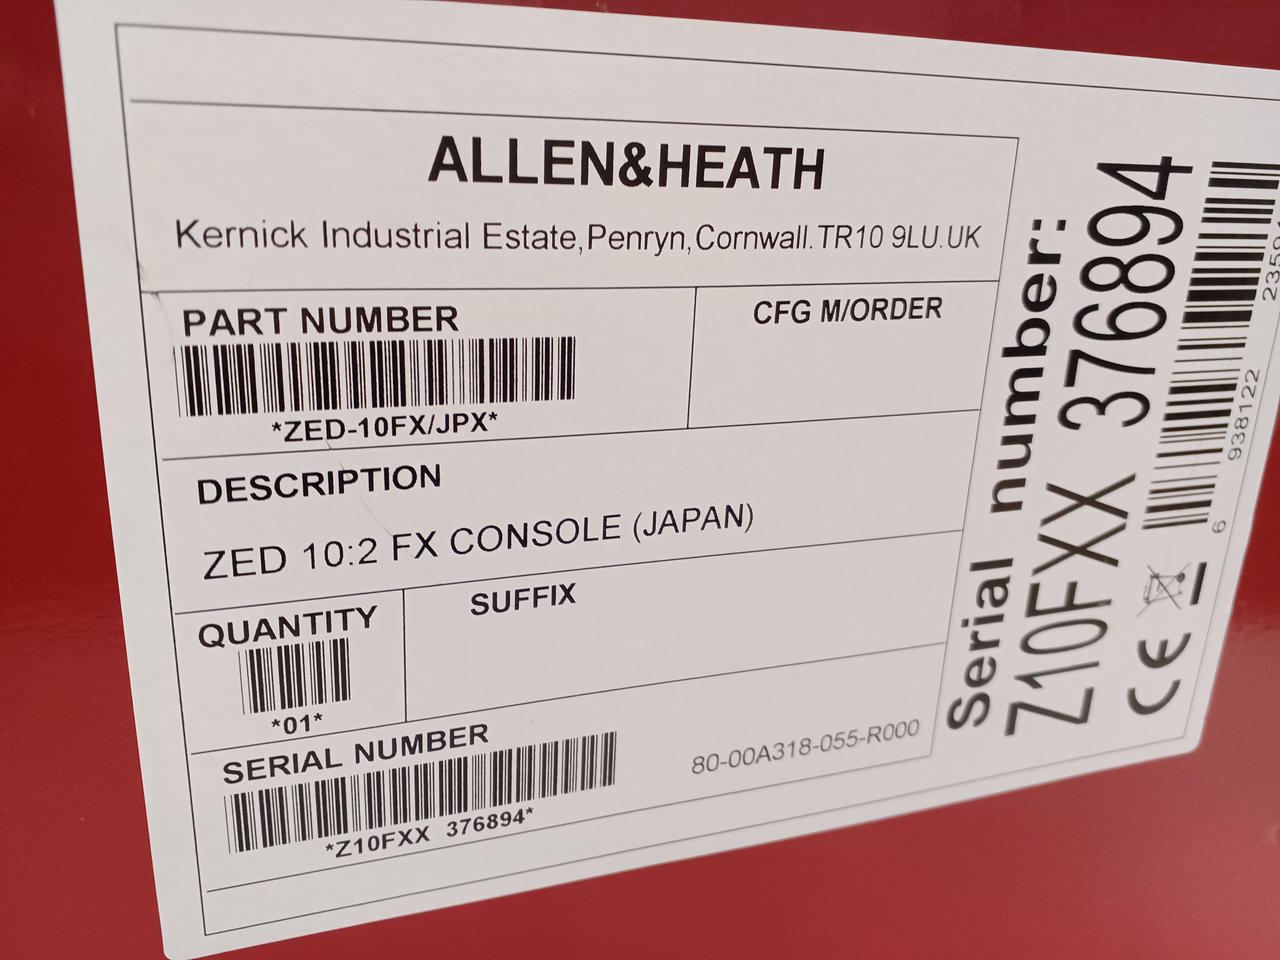 ALLEN&HEATH
Kernick Industrial Estate, Penryn, Cornwall. TR10 9LU. UK
PART NUMBER
*ZED-10FX/JPX*
CFG M/ORDER
DESCRIPTION
ZED 10:2 FX CONSOLE (JAPAN)
QUANTITY
*01*
SUFFIX
SERIAL NUMBER
*Z10FXX 376894*
80-00A318-055-R000
Serial number:
Z10FXX 376894
CE
6 938122